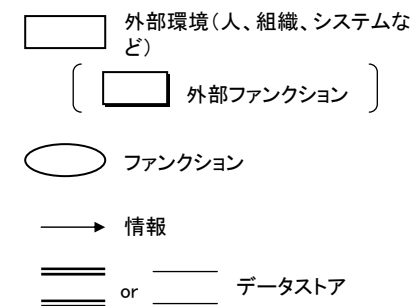 外部環境（人、組織、システムな
ど）
外部ファンクション
ファンクション
情報
or データストア